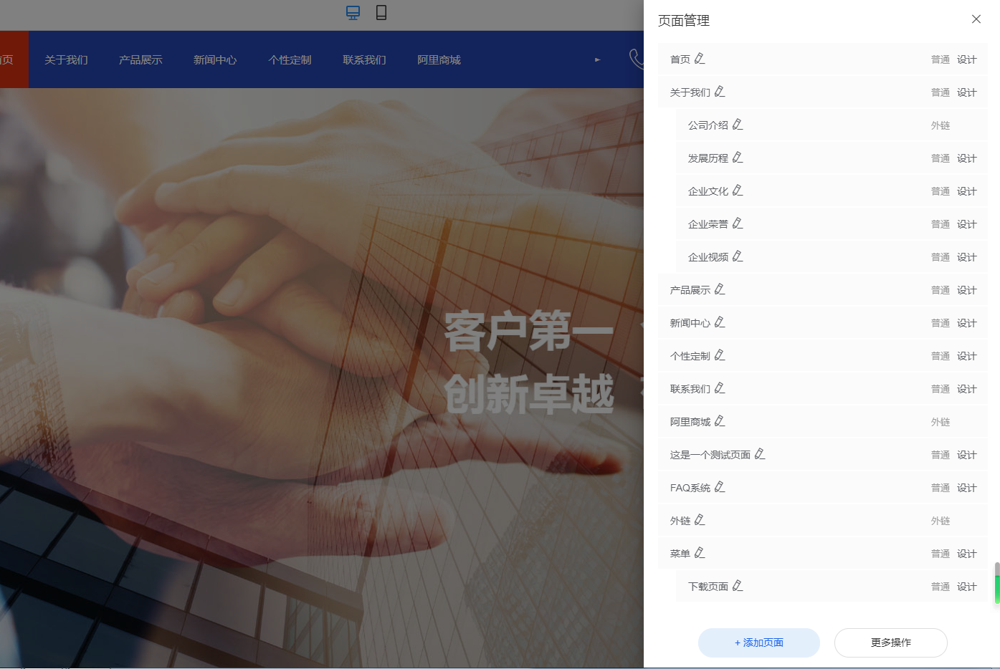 页
关于我们
产品展示
新闻中心
个性定制
联系我们
阿里商城
客户第一
创新卓越
页面管理
首页 普通 设计
关于我们 普通 设计
公司介绍 外链
发展历程 普通 设计
企业文化 普通 设计
企业荣誉 普通 设计
企业视频 普通 设计
产品展示 普通 设计
新闻中心 普通 设计
个性定制 普通 设计
联系我们 普通 设计
阿里商城 外链
这是一个测试页面 普通 设计
FAQ系统 普通 设计
外链 外链
菜单 普通 设计
下载页面 普通 设计
+ 添加页面
更多操作